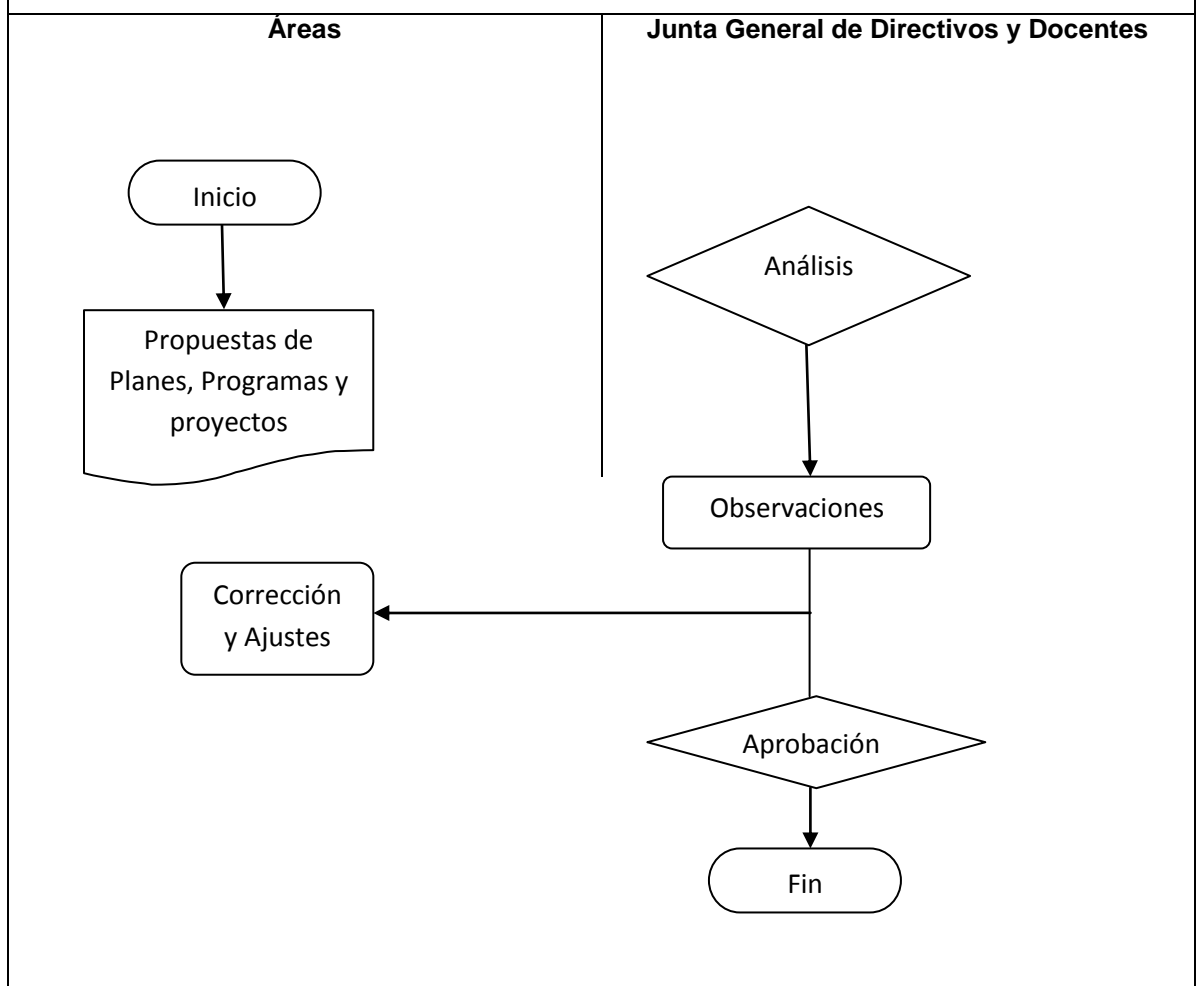 Áreas
Junta General de Directivos y Docentes
Inicio
Propuestas de
Planes, Programas y
proyectos
Análisis
Observaciones
Corrección
y Ajustes
Aprobación
Fin